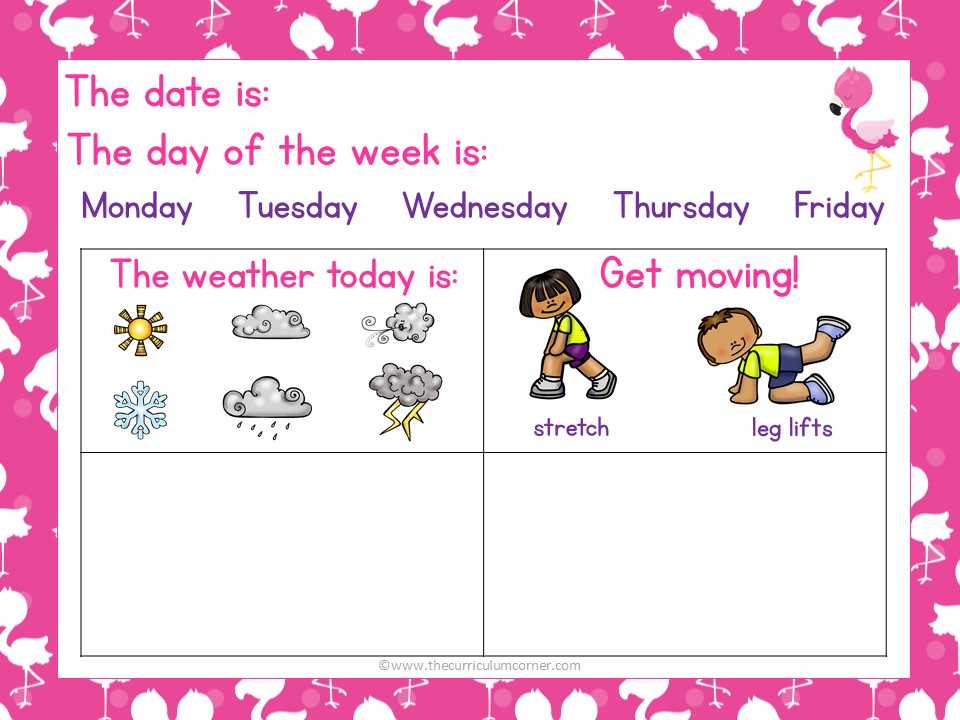 The date is:
The day of the week is:
Monday Tuesday Wednesday Thursday Friday
The weather today is:
Get moving!
stretch
leg lifts
©www.thecurriculumcorner.com